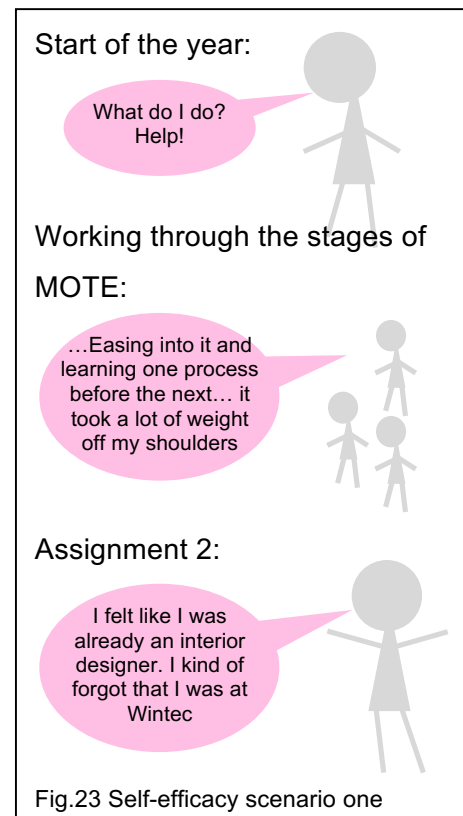 Start of the year:
What do I do?
Help!
Working through the stages of
MOTE:
…Easing into it and
learning one process
before the next… it
took a lot of weight
off my shoulders
Assignment 2:
I felt like I was
already an interior
designer. I kind of
forgot that I was at
Wintec
Fig.23 Self-efficacy scenario one